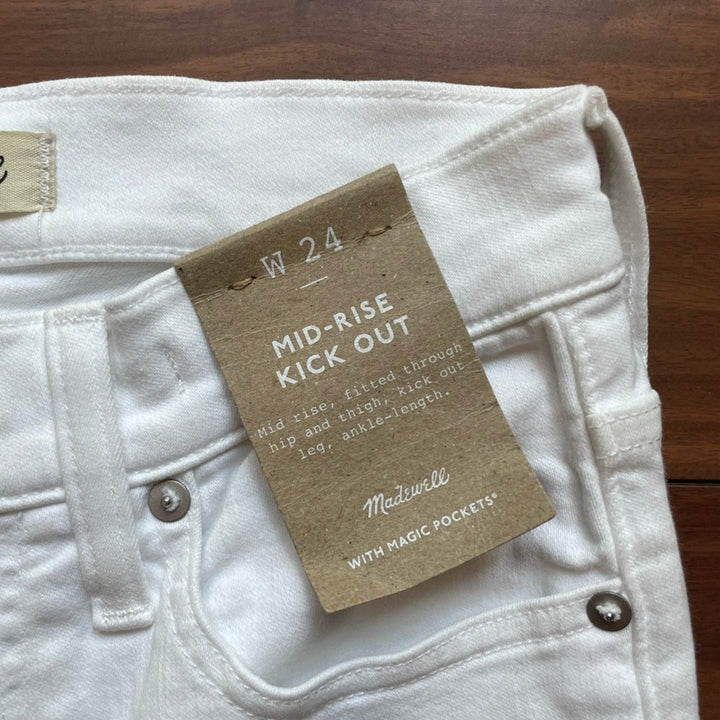 W 24
MID-RISE
KICK OUT
Mid rise, fitted through
hip and thigh, kick out
leg, ankle-length.
Madewell
WITH MAGIC POCKETS®